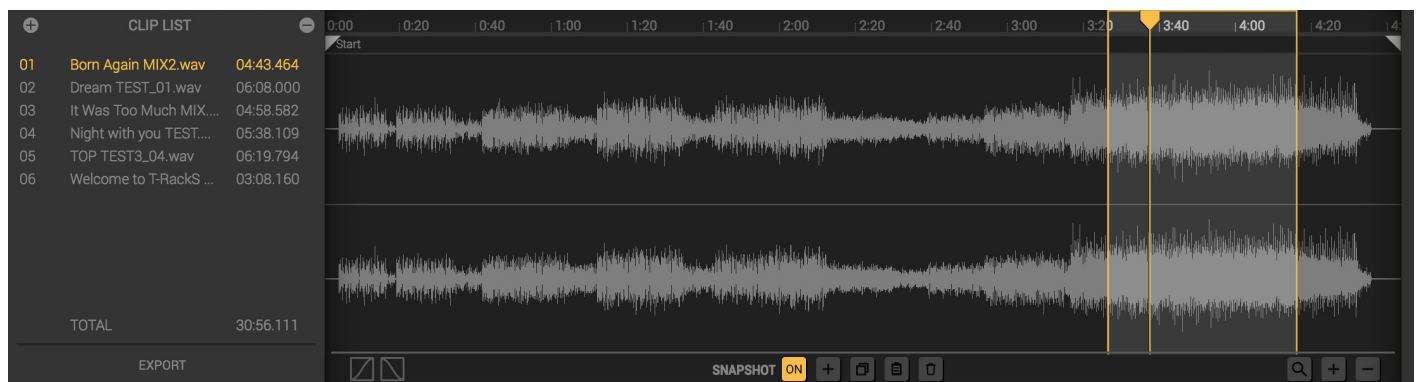 CLIP LIST
0:00 0:20 0:40 1:00 1:20 1:40 2:00 2:20 2:40 3:00 3:20 3:40 4:00 4:20 4:
Start
01 Born Again MIX2.wav 04:43.464
02 Dream TEST_01.wav 06:08.000
03 It Was Too Much MIX.... 04:58.582
04 Night with you TEST.... 05:38.109
05 TOP TEST3_04.wav 06:19.794
06 Welcome to T-RackS ... 03:08.160
TOTAL 30:56.111
EXPORT
SNAPSHOT ON